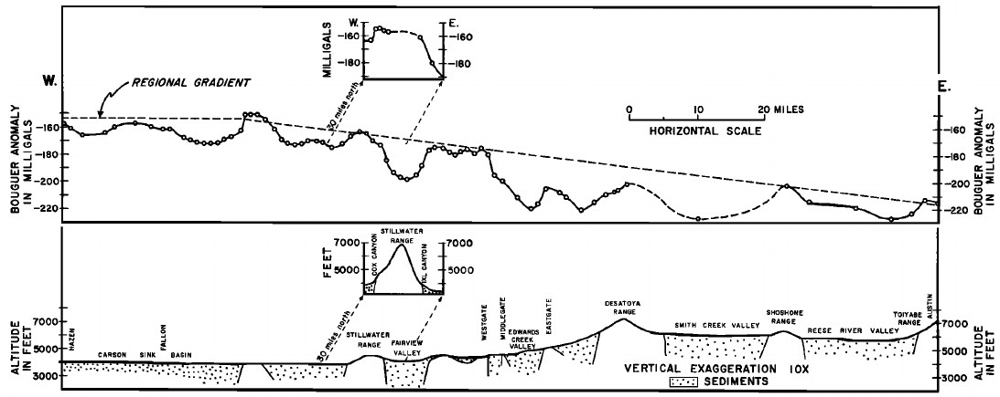 W.
E.
MILLIGALS
-160
-180
-160
-180
W.
REGIONAL GRADIENT
30 miles north
E.
0 10 20 MILES
HORIZONTAL SCALE
BOUGUER ANOMALY
IN MILLIGALS
-160
-180
-200
-220
-160
-180
-200
-220
BOUGUER ANOMALY
IN MILLIGALS
FEET
7000
5000
COX CANYON
STILLWATER
RANGE
IXL CANYON
7000
5000
30 miles north
ALTITUDE
IN FEET
7000
5000
3000
HAZEN
CARSON SINK BASIN
FALLON
STILLWATER
RANGE
FAIRVIEW
VALLEY
WESTGATE
MIDDLEGATE
EDWARDS
CREEK
VALLEY
EASTGATE
DESATOYA
RANGE
SMITH CREEK VALLEY
SHOSHONE
RANGE
REESE RIVER VALLEY
TOIYABE
RANGE
AUSTIN
7000
5000
3000
ALTITUDE
IN FEET
VERTICAL EXAGGERATION 10X
SEDIMENTS